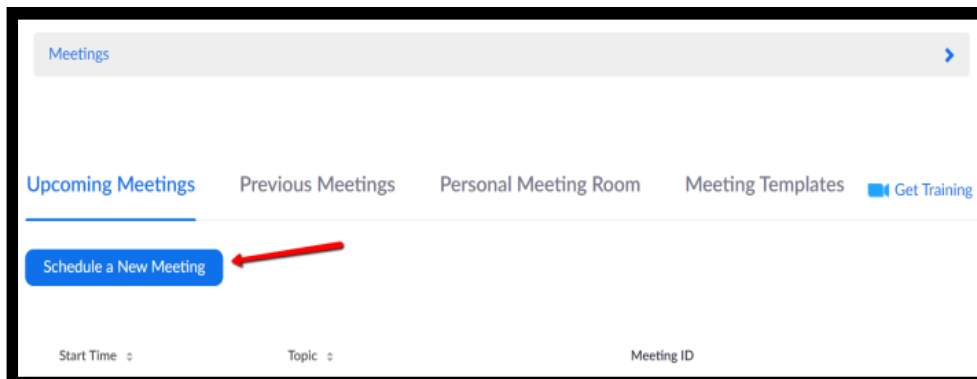 Meetings
Upcoming Meetings Previous Meetings Personal Meeting Room Meeting Templates Get Training
Schedule a New Meeting
Start Time Topic Meeting ID